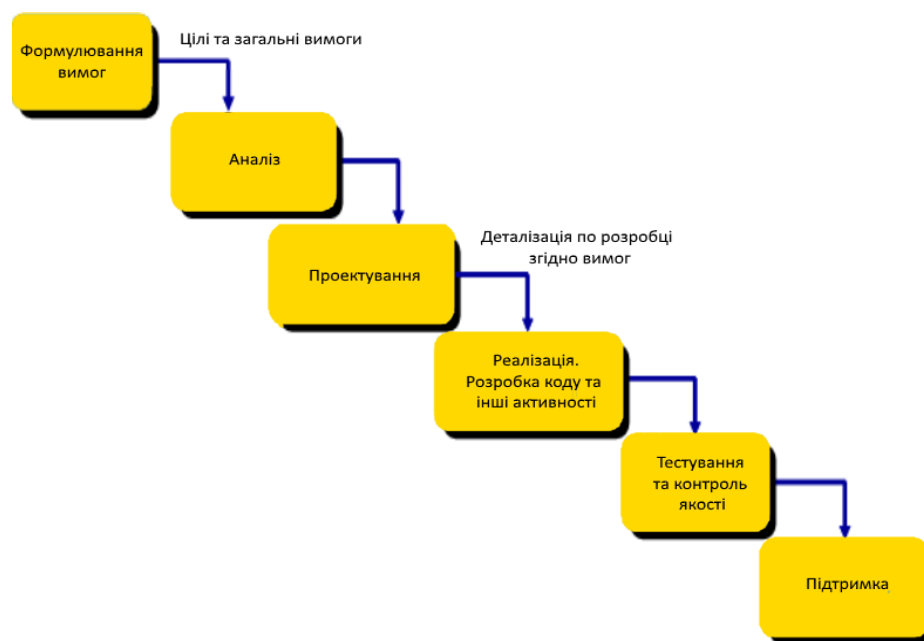 Формулювання
вимог
Цілі та загальні вимоги
Аналіз
Проектування
Деталізація по розробці
згідно вимог
Реалізація.
Розробка коду та
інші активності
Тестування
та контроль
якості
Підтримка